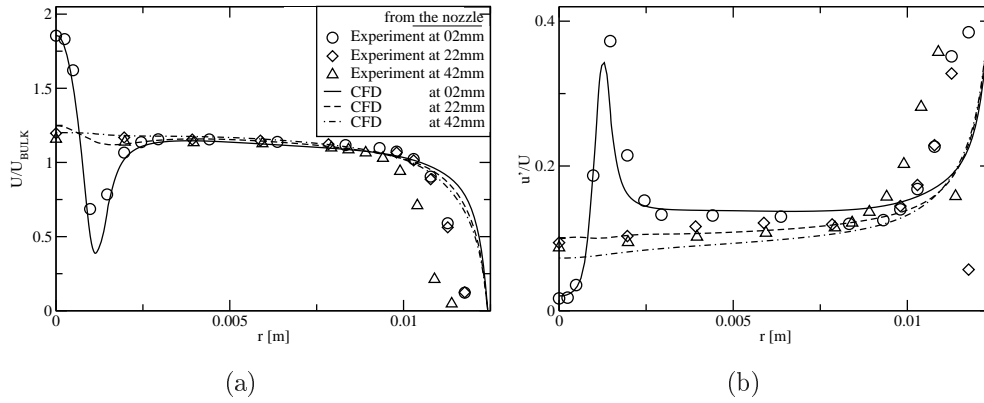 from the nozzle
Experiment at 02mm
Experiment at 22mm
Experiment at 42mm
CFD at 02mm
CFD at 22mm
CFD at 42mm
2
1.5
1
0.5
0
U/U_BULK
0 0.005 0.01
r [m]
(a)
0.4
0.2
0
u'/U
0 0.005 0.01
r [m]
(b)